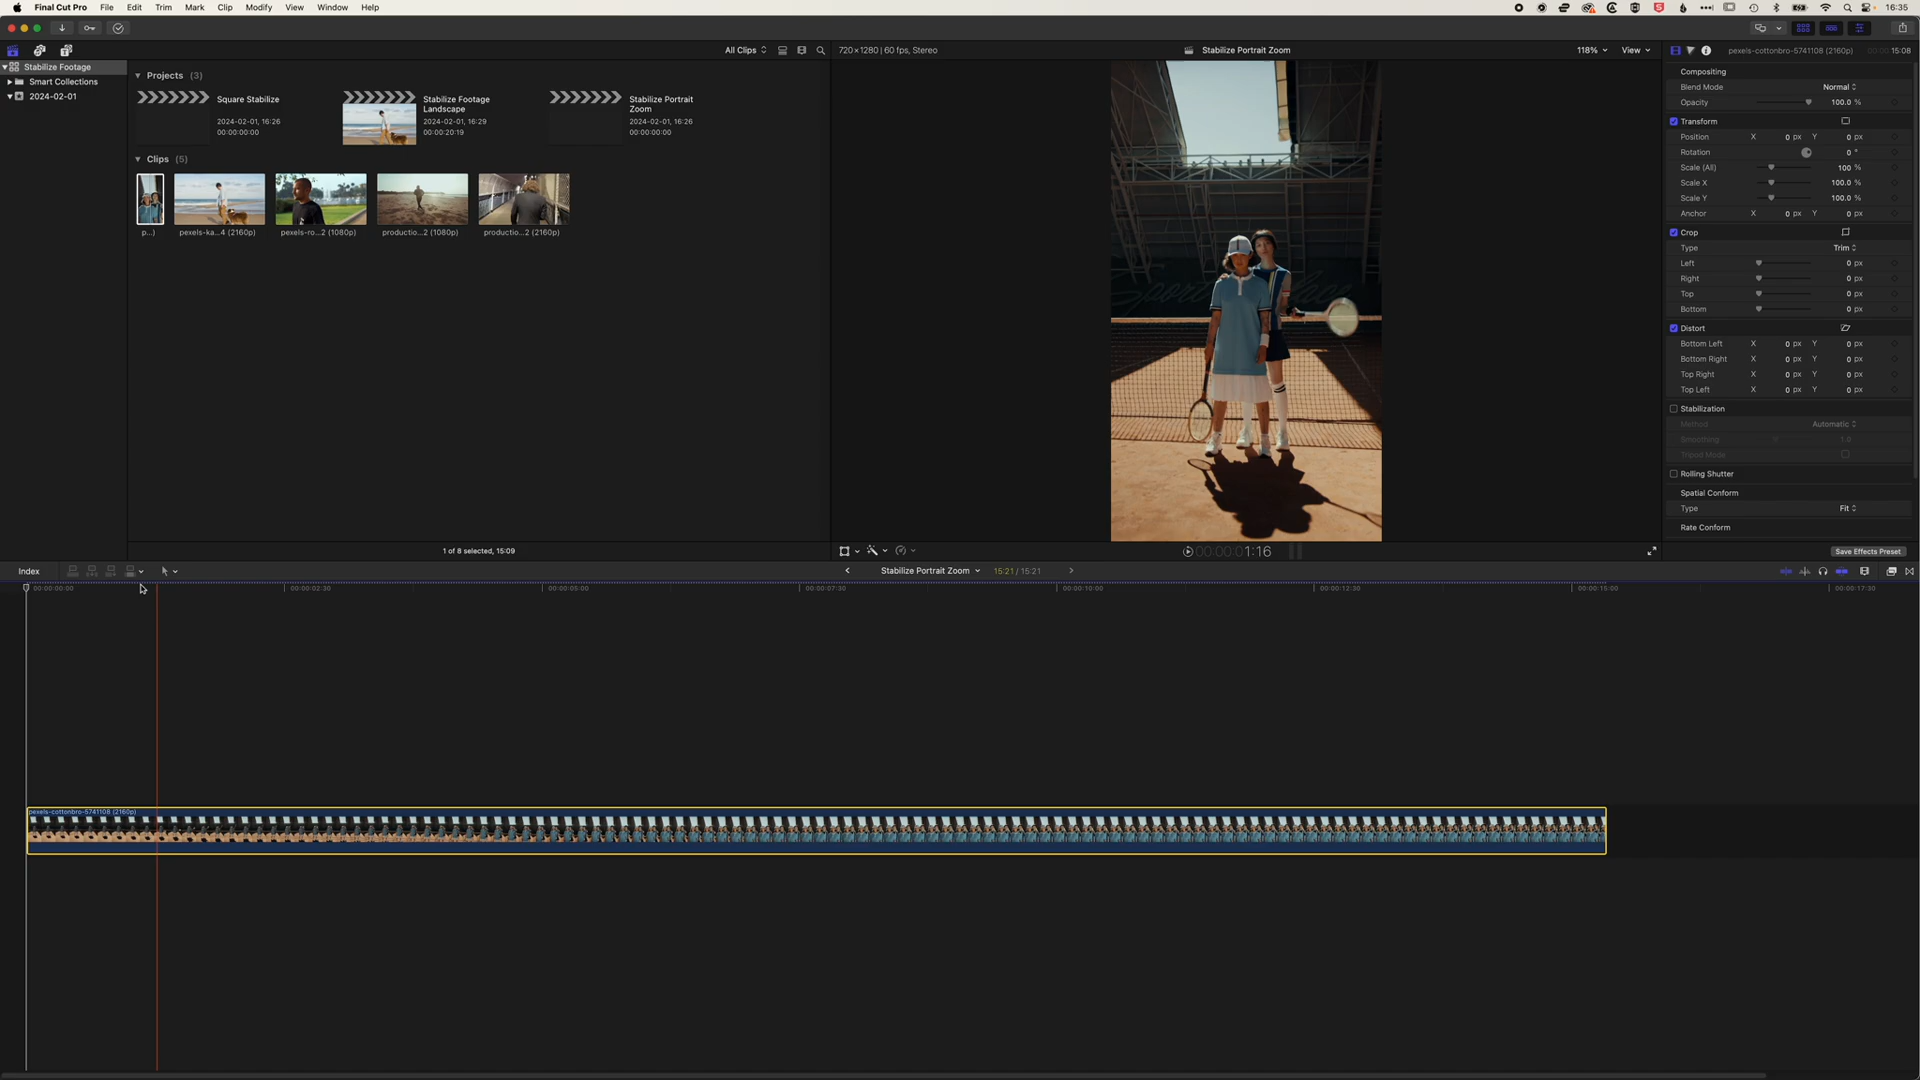 Final Cut Pro File Edit Trim Mark Clip Modify View Window Help 16:35
All Clips 720×1280 | 60 fps, Stereo Stabilize Portrait Zoom 118% View pexels-cottonbro-5741108 (2160p) 00:00:15:08
Stabilize Footage
Smart Collections
2024-02-01
Projects (3)
Square Stabilize
2024-02-01, 16:26
00:00:00:00
Stabilize Footage
Landscape
2024-02-01, 16:29
00:00:20:19
Stabilize Portrait
Zoom
2024-02-01, 16:26
00:00:00:00
Clips (5)
p...)
pexels-ka...4 (2160p)
pexels-ro...2 (1080p)
productio...2 (1080p)
productio...2 (2160p)
1 of 8 selected, 15:09
00:00:00:01:16
Compositing
Blend Mode Normal
Opacity 100.0 %
Transform
Position X 0 px Y 0 px
Rotation 0 °
Scale (All) 100 %
Scale X 100.0 %
Scale Y 100.0 %
Anchor X 0 px Y 0 px
Crop
Type Trim
Left 0 px
Right 0 px
Top 0 px
Bottom 0 px
Distort
Bottom Left X 0 px Y 0 px
Bottom Right X 0 px Y 0 px
Top Right X 0 px Y 0 px
Top Left X 0 px Y 0 px
Stabilization
Method Automatic
Smoothing 1.0
Tripod Mode
Rolling Shutter
Spatial Conform
Type Fit
Rate Conform
Save Effects Preset
Index Stabilize Portrait Zoom 15:21 / 15:21
00:00:00:00 00:00:02:30 00:00:05:00 00:00:07:30 00:00:10:00 00:00:12:30 00:00:15:00 00:00:17:30
pexels-cottonbro-5741108 (2160p)